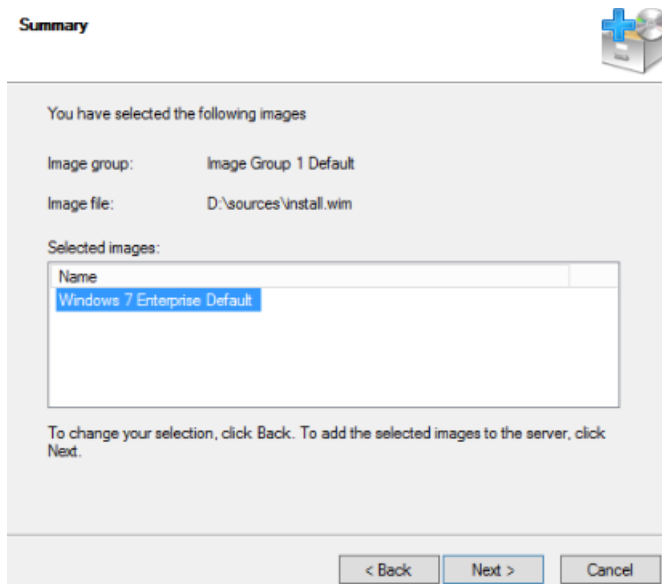 Summary
You have selected the following images
Image group: Image Group 1 Default
Image file: D:\sources\install.wim
Selected images:
Name
Windows 7 Enterprise Default
To change your selection, click Back. To add the selected images to the server, click
Next.
< Back Next > Cancel